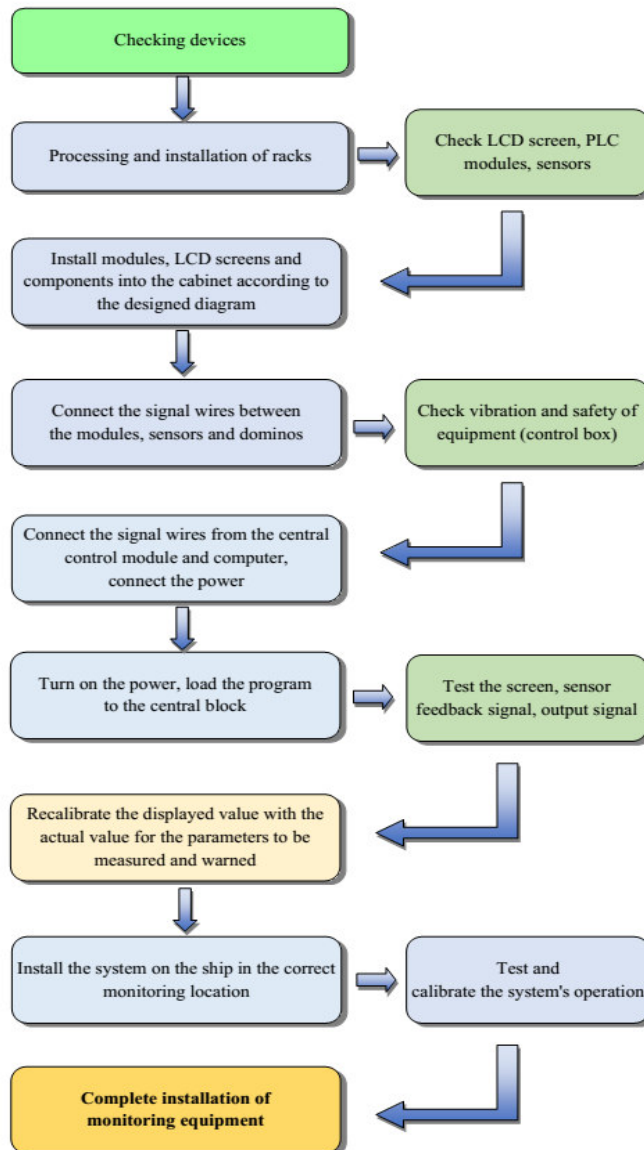 Checking devices
Processing and installation of racks
Check LCD screen, PLC
modules, sensors
Install modules, LCD screens and
components into the cabinet according to
the designed diagram
Connect the signal wires between
the modules, sensors and dominos
Check vibration and safety of
equipment (control box)
Connect the signal wires from the central
control module and computer,
connect the power
Turn on the power, load the program
to the central block
Test the screen, sensor
feedback signal, output signal
Recalibrate the displayed value with the
actual value for the parameters to be
measured and warned
Install the system on the ship in the correct
monitoring location
Test and
calibrate the system's operation
Complete installation of
monitoring equipment